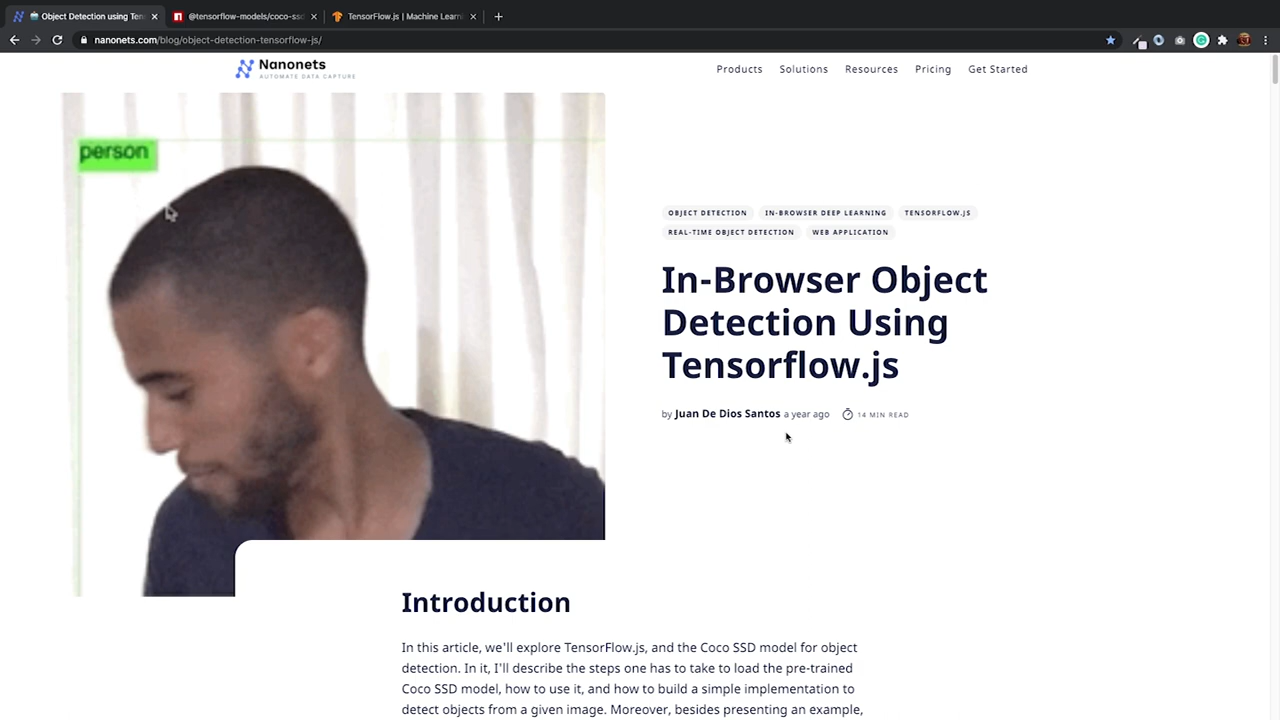 Object Detection using Ten
@tensorflow-models/coco-ssd
TensorFlow.js | Machine Learni
nanonets.com/blog/object-detection-tensorflow-js/
Nanonets
AUTOMATE DATA CAPTURE
Products Solutions Resources Pricing Get Started
person
OBJECT DETECTION IN-BROWSER DEEP LEARNING TENSORFLOW.JS
REAL-TIME OBJECT DETECTION WEB APPLICATION
In-Browser Object
Detection Using
Tensorflow.js
by Juan De Dios Santos a year ago 14 MIN READ
Introduction
In this article, we'll explore TensorFlow.js, and the Coco SSD model for object
detection. In it, I'll describe the steps one has to take to load the pre-trained
Coco SSD model, how to use it, and how to build a simple implementation to
detect objects from a given image. Moreover, besides presenting an example,